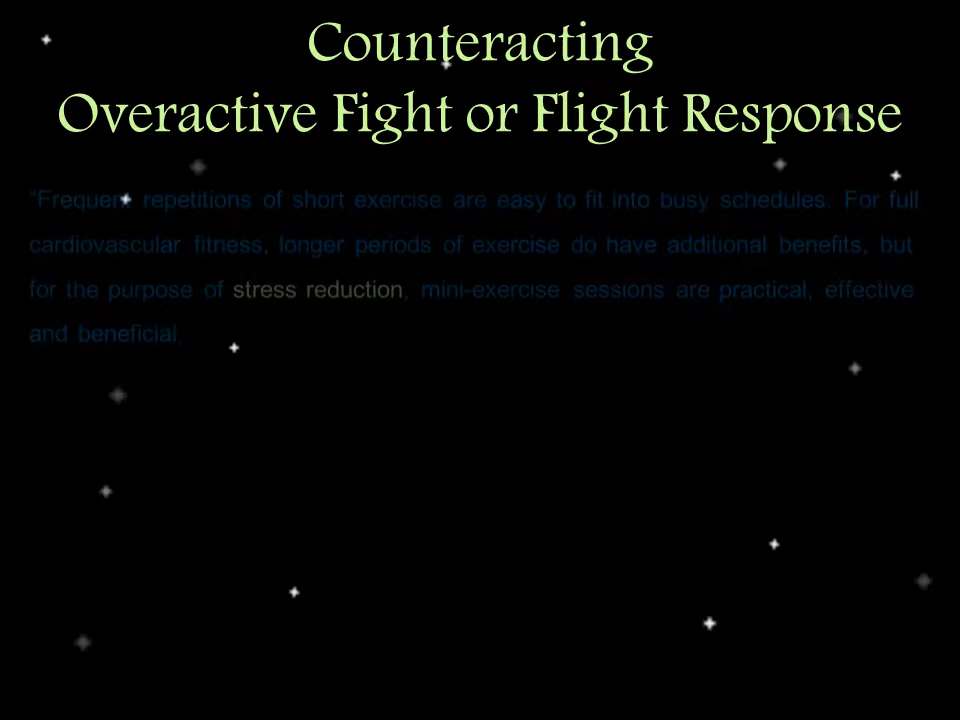 Counteracting
Overactive Fight or Flight Response
“Frequent repetitions of short exercise are easy to fit into busy schedules. For full
cardiovascular fitness, longer periods of exercise do have additional benefits, but
for the purpose of stress reduction, mini-exercise sessions are practical, effective
and beneficial.